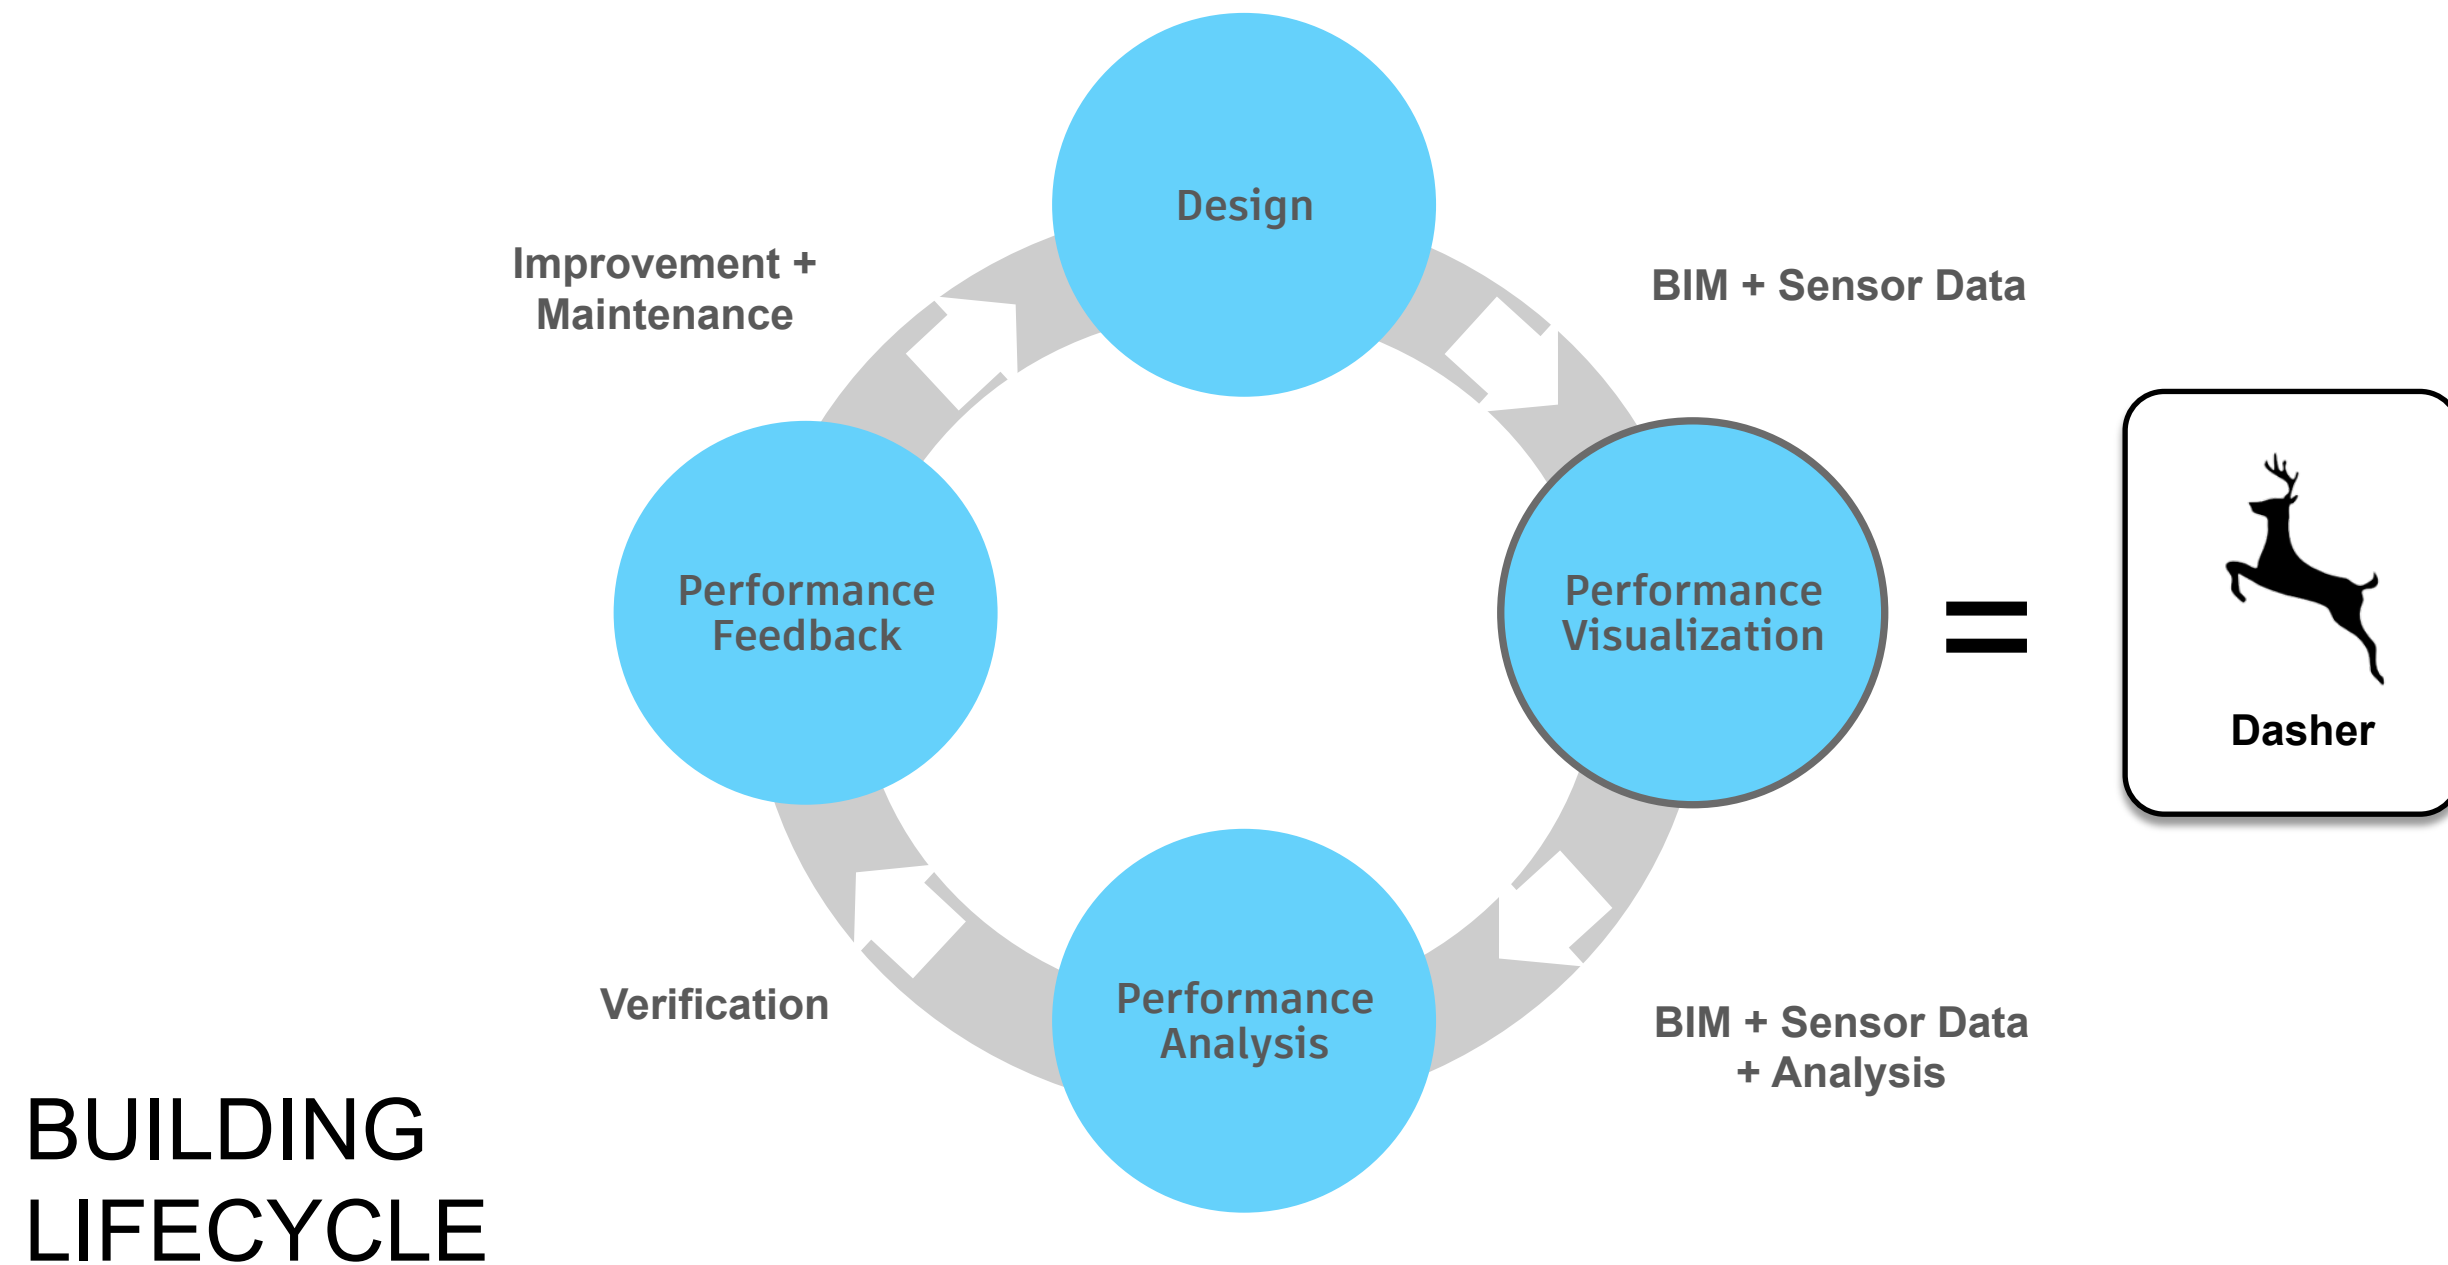 Design
Improvement +
Maintenance
BIM + Sensor Data
Performance
Feedback
Performance
Visualization
=
Dasher
Verification
Performance
Analysis
BIM + Sensor Data
+ Analysis
BUILDING
LIFECYCLE